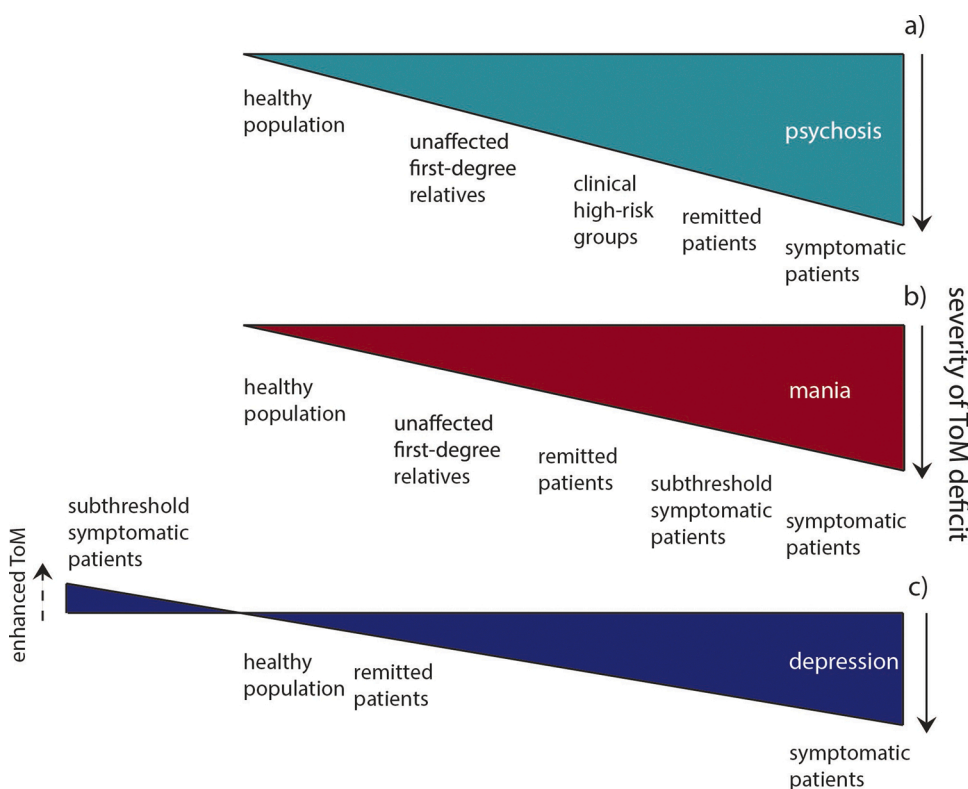 a)
healthy
population
unaffected
first-degree
relatives
clinical
high-risk
groups
remitted
patients
symptomatic
patients
psychosis
b)
healthy
population
unaffected
first-degree
relatives
remitted
patients
subthreshold
symptomatic
patients
symptomatic
patients
mania
severity of ToM deficit
subthreshold
symptomatic
patients
enhanced ToM
c)
healthy
population
remitted
patients
depression
symptomatic
patients